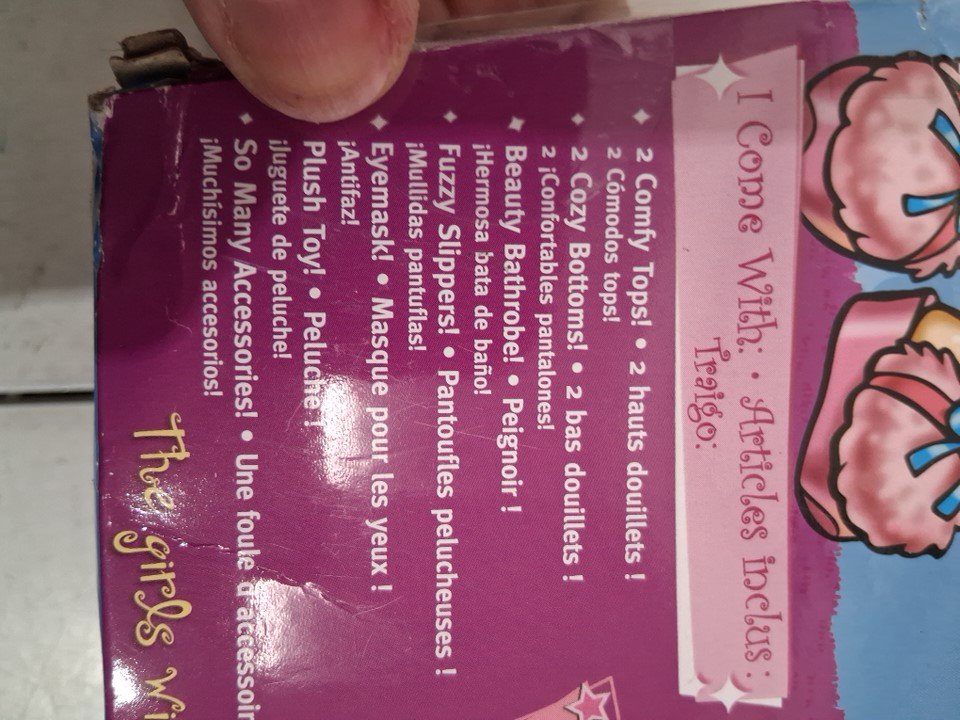 I Come With: • Articles inclus :
Traigo:
2 Comfy Tops! • 2 hauts douillets !
2 Cómodos tops!
2 Cozy Bottoms! • 2 bas douillets !
2 ¡Confortables pantalones!
Beauty Bathrobe! • Peignoir !
¡Hermosa bata de baño!
Fuzzy Slippers! • Pantoufles pelucheuses !
¡Mullidas pantuflas!
Eyemask! • Masque pour les yeux !
¡Antifaz!
Plush Toy! • Peluche !
¡Juguete de peluche!
So Many Accessories! • Une foule
¡Muchísimos accesorios!
The girls